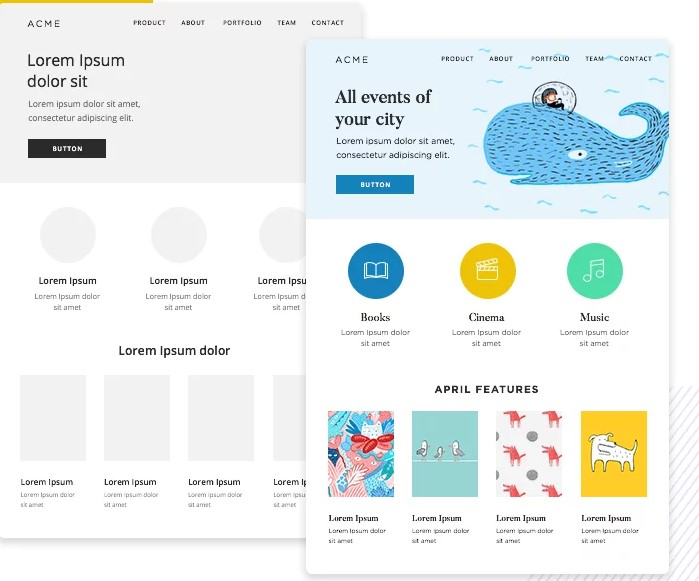 ACME
PRODUCT ABOUT PORTFOLIO TEAM CONTACT
Lorem Ipsum
dolor sit
Lorem ipsum dolor sit amet,
consectetur adipiscing elit.
BUTTON
Lorem Ipsum
Lorem Ipsum dolor
sit amet
Lorem Ipsum
Lorem Ipsum dolor
sit amet
Lorem Ipsu
Lorem Ipsum
sit ame
Lorem Ipsum dolor
Lorem Ipsum
Lorem Ipsum dolor
sit amet
Lorem Ipsum
Lorem Ipsum dolor
sit amet
Lorem Ipsum
Lorem Ipsum dolor
sit amet
Lorem Ips
Lorem Ipsum
sit amet
ACME
PRODUCT ABOUT PORTFOLIO TEAM CONTACT
All events of
your city
Lorem ipsum dolor sit amet,
consectetur adipiscing elit.
BUTTON
Books
Lorem Ipsum dolor
sit amet
Cinema
Lorem Ipsum dolor
sit amet
Music
Lorem Ipsum dolor
sit amet
APRIL FEATURES
Lorem Ipsum
Lorem Ipsum dolor
sit amet
Lorem Ipsum
Lorem Ipsum dolor
sit amet
Lorem Ipsum
Lorem Ipsum dolor
sit amet
Lorem Ipsum
Lorem Ipsum dolor
sit amet